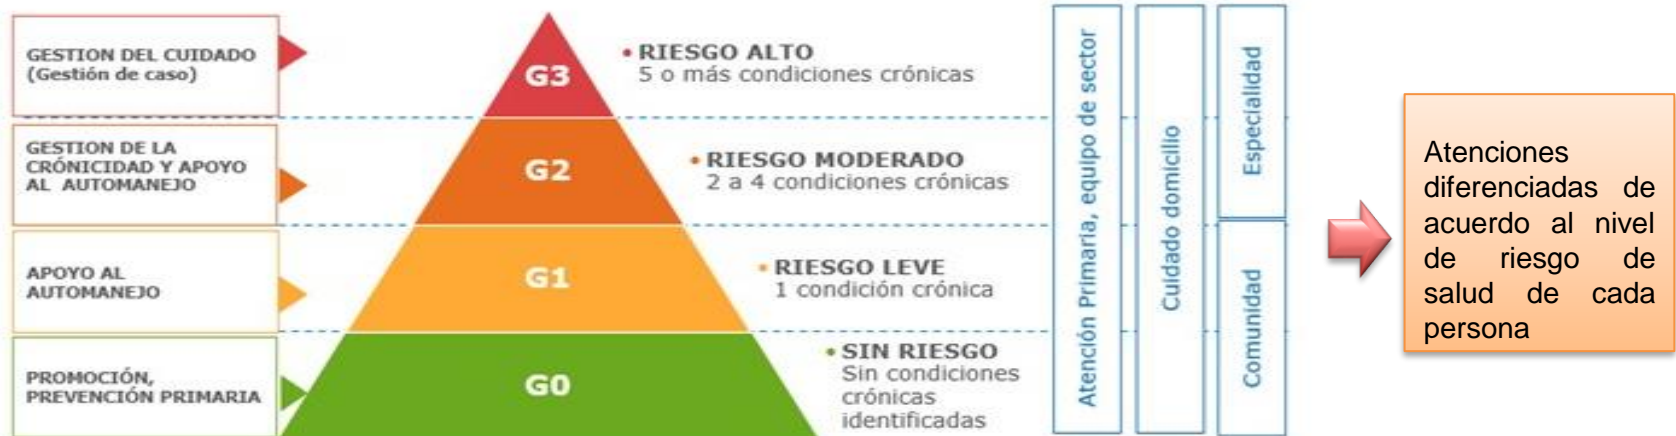 GESTION DEL CUIDADO
(Gestión de caso)
G3
• RIESGO ALTO
5 o más condiciones crónicas
GESTION DE LA
CRÓNICIDAD Y APOYO
AL AUTOMANEJO
G2
• RIESGO MODERADO
2 a 4 condiciones crónicas
APOYO AL
AUTOMANEJO
G1
• RIESGO LEVE
1 condición crónica
PROMOCIÓN,
PREVENCIÓN PRIMARIA
G0
• SIN RIESGO
Sin condiciones
crónicas
identificadas
Atención Primaria, equipo de sector
Cuidado domicilio
Especialidad
Comunidad
Atenciones
diferenciadas de
acuerdo al nivel
de riesgo de
salud de cada
persona